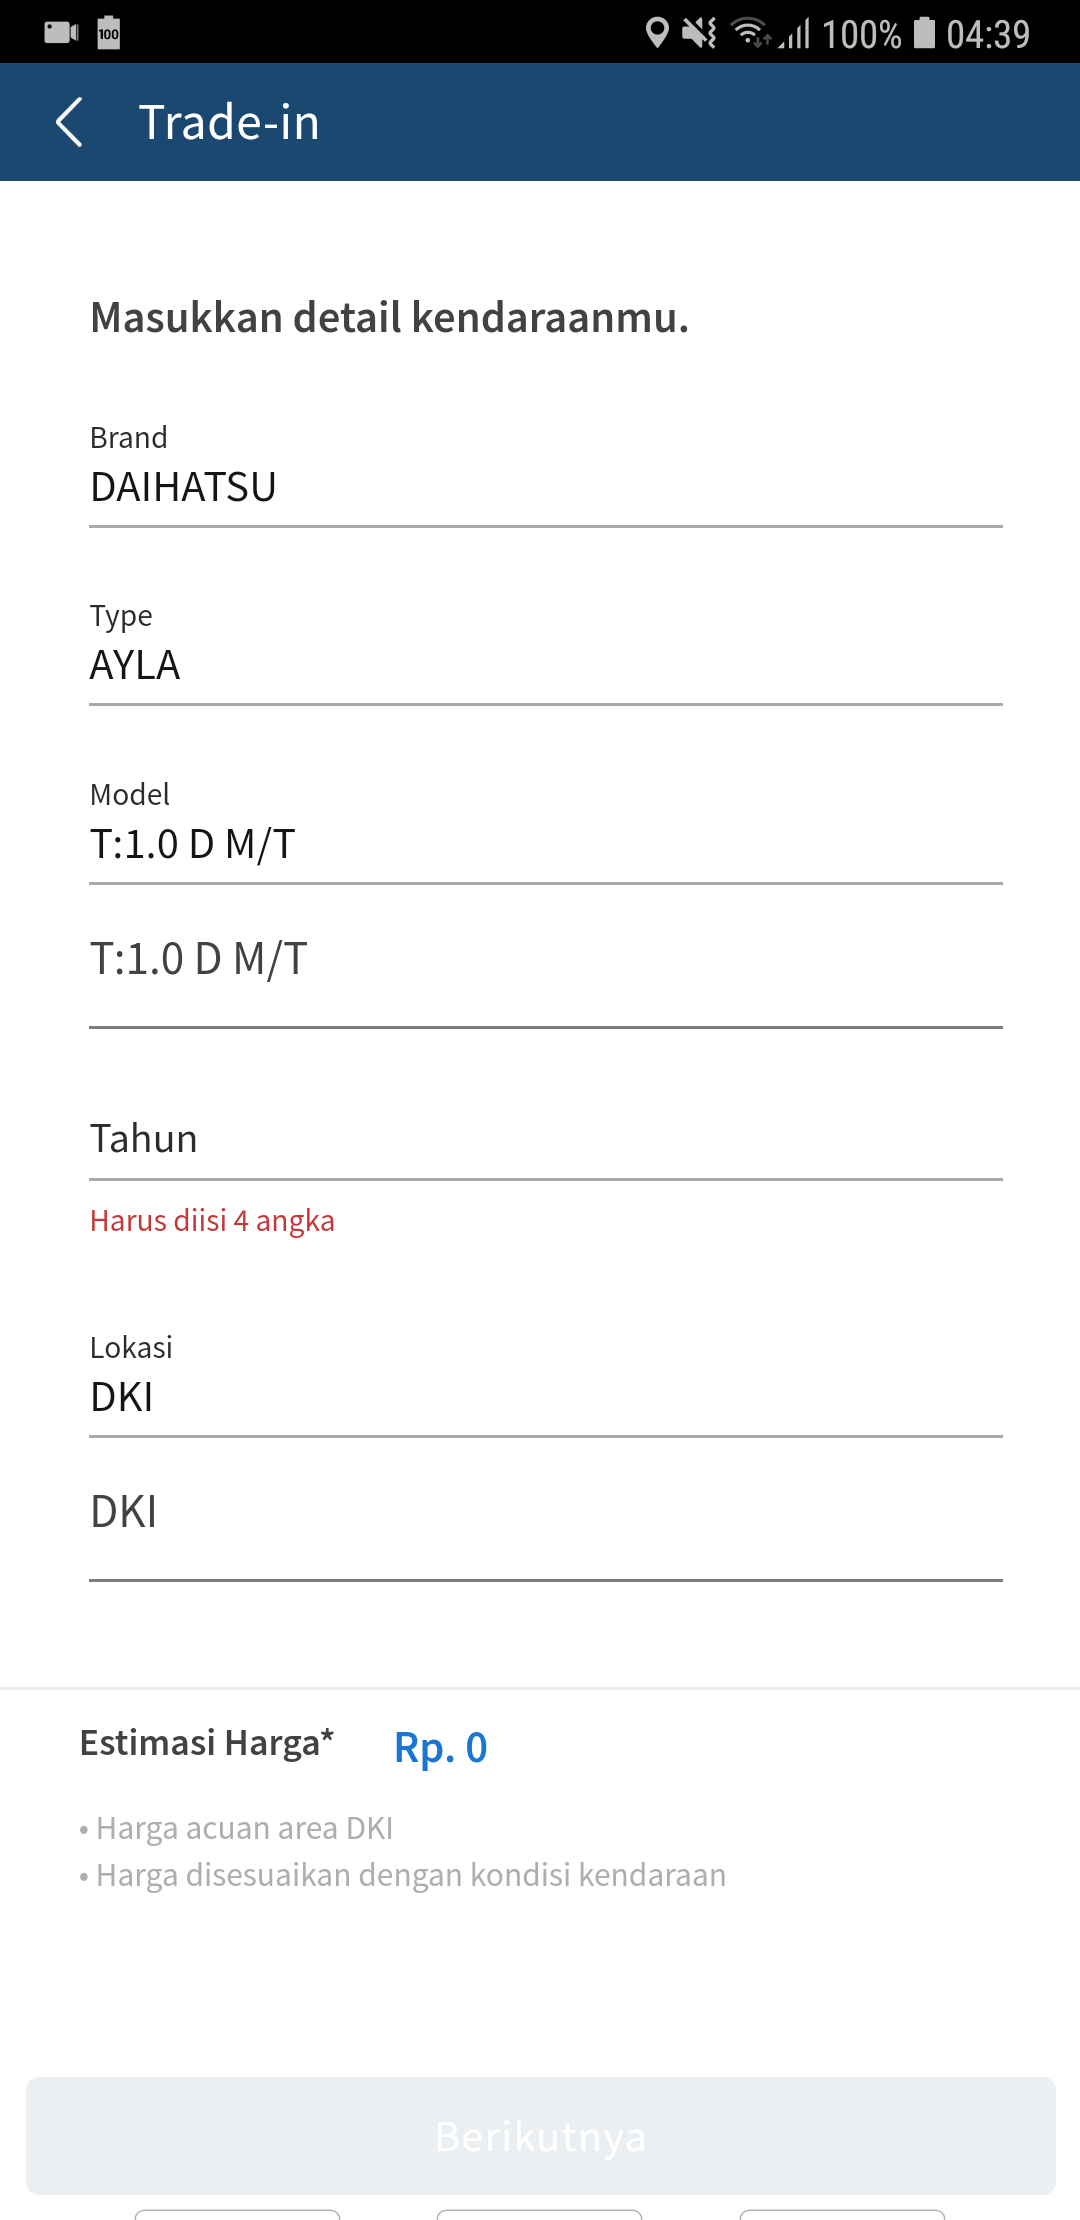 100
100% 04:39
Trade-in
Masukkan detail kendaraanmu.
Brand
DAIHATSU
Type
AYLA
Model
T:1.0 D M/T
T:1.0 D M/T
Tahun
Harus diisi 4 angka
Lokasi
DKI
DKI
Estimasi Harga* Rp. 0
• Harga acuan area DKI
• Harga disesuaikan dengan kondisi kendaraan
Berikutnya